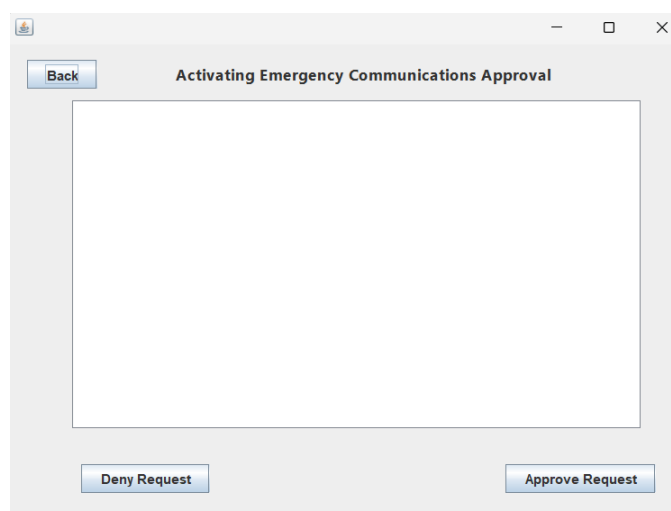 Back
Activating Emergency Communications Approval
Deny Request
Approve Request